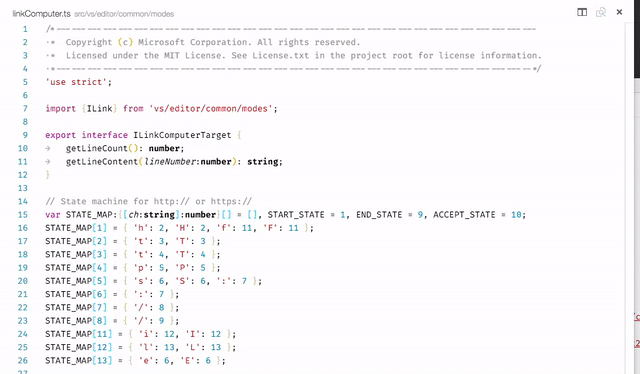 linkComputer.ts src/vs/editor/common/modes
1 /*---------------------------------------------------------------------------------------------
2 * Copyright (c) Microsoft Corporation. All rights reserved.
3 * Licensed under the MIT License. See License.txt in the project root for license information.
4 *--------------------------------------------------------------------------------------------*/
5 'use strict';
6
7 import {ILink} from 'vs/editor/common/modes';
8
9 export interface ILinkComputerTarget {
10 getLineCount(): number;
11 getLineContent(lineNumber:number): string;
12 }
13
14 // State machine for http:// or https://
15 var STATE_MAP:{[ch:string]:number}[] = [], START_STATE = 1, END_STATE = 9, ACCEPT_STATE = 10;
16 STATE_MAP[1] = { 'h': 2, 'H': 2, 'f': 11, 'F': 11 };
17 STATE_MAP[2] = { 't': 3, 'T': 3 };
18 STATE_MAP[3] = { 't': 4, 'T': 4 };
19 STATE_MAP[4] = { 'p': 5, 'P': 5 };
20 STATE_MAP[5] = { 's': 6, 'S': 6, ':': 7 };
21 STATE_MAP[6] = { ':': 7 };
22 STATE_MAP[7] = { '/': 8 };
23 STATE_MAP[8] = { '/': 9 };
24 STATE_MAP[11] = { 'i': 12, 'I': 12 };
25 STATE_MAP[12] = { 'l': 13, 'L': 13 };
26 STATE_MAP[13] = { 'e': 6, 'E': 6 };